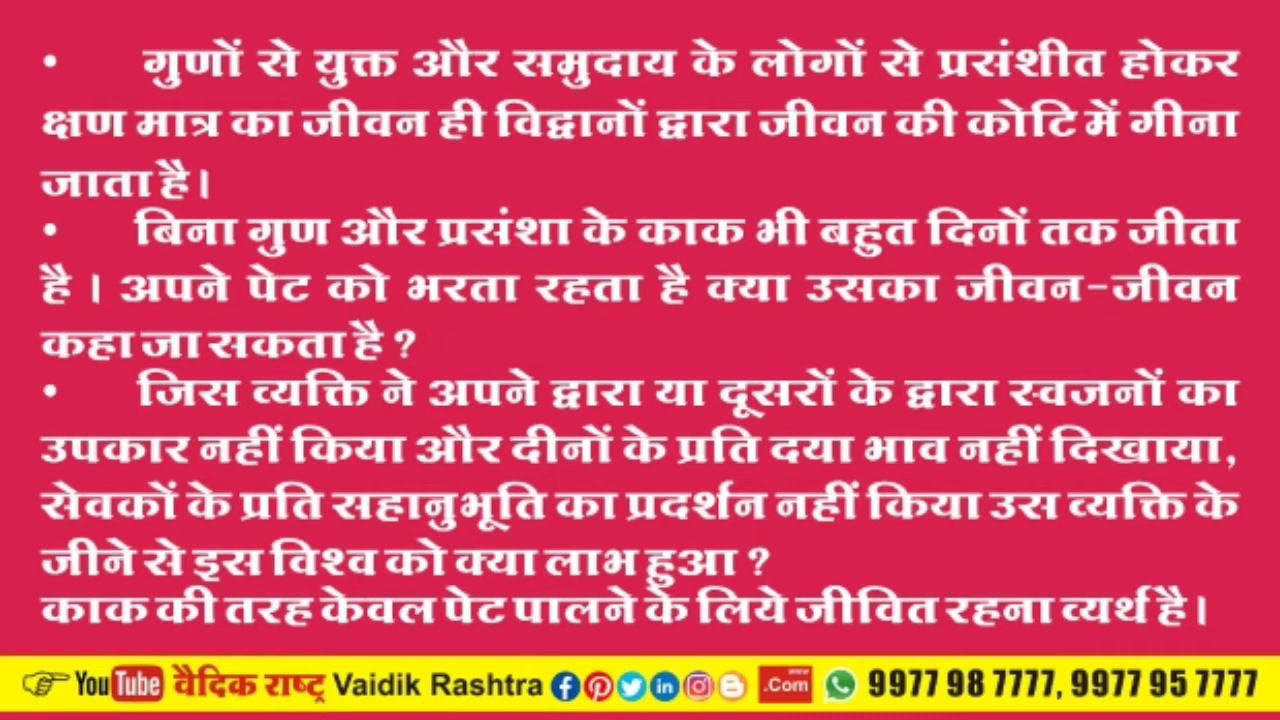 • गुणों से युक्त और समुदाय के लोगों से प्रसंशीत होकर
क्षण मात्र का जीवन ही विद्वानों द्वारा जीवन की कोटि में गीना
जाता है।
• बिना गुण और प्रसंशा के काक भी बहुत दिनों तक जीता
है । अपने पेट को भरता रहता है क्या उसका जीवन-जीवन
कहा जा सकता है ?
• जिस व्यक्ति ने अपने द्वारा या दूसरों के द्वारा स्वजनों का
उपकार नहीं किया और दीनों के प्रति दया भाव नहीं दिखाया,
सेवकों के प्रति सहानुभूति का प्रदर्शन नहीं किया उस व्यक्ति के
जीने से इस विश्व को क्या लाभ हुआ ?
काक की तरह केवल पेट पालने के लिये जीवित रहना व्यर्थ है।
YouTube वैदिक राष्ट्र Vaidik Rashtra www .Com 9977 98 7777, 9977 95 7777